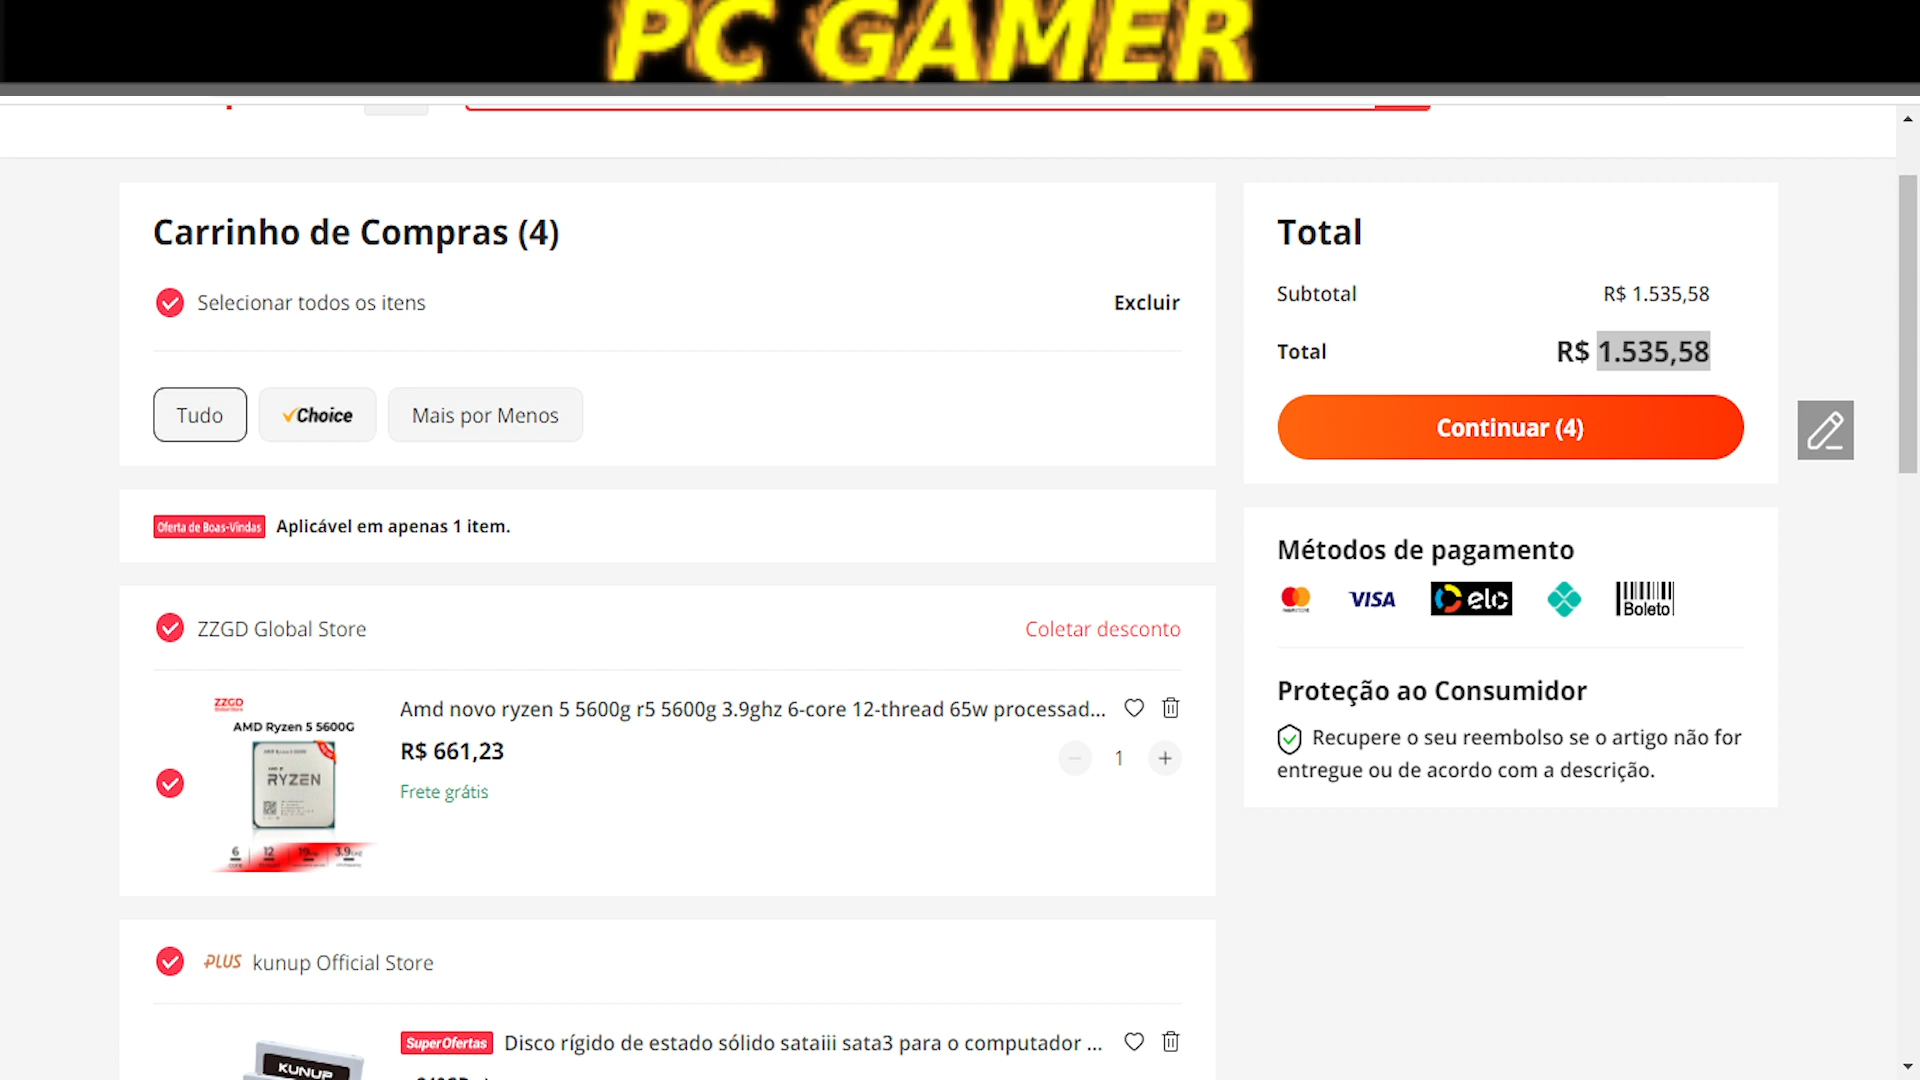 PC GAMER
Carrinho de Compras (4)
Selecionar todos os itens
Excluir
Tudo
Choice
Mais por Menos
Oferta de Boas-Vindas Aplicável em apenas 1 item.
ZZGD Global Store
Coletar desconto
ZZGD
AMD Ryzen 5 5600G
RYZEN
6 12 3.9
Amd novo ryzen 5 5600g r5 5600g 3.9ghz 6-core 12-thread 65w processad...
R$ 661,23
1
Frete grátis
PLUS kunup Official Store
KUNUP
SuperOfertas Disco rígido de estado sólido sataiii sata3 para o computador ...
Total
Subtotal R$ 1.535,58
Total R$ 1.535,58
Continuar (4)
Métodos de pagamento
VISA elo Boleto
Proteção ao Consumidor
Recupere o seu reembolso se o artigo não for
entregue ou de acordo com a descrição.